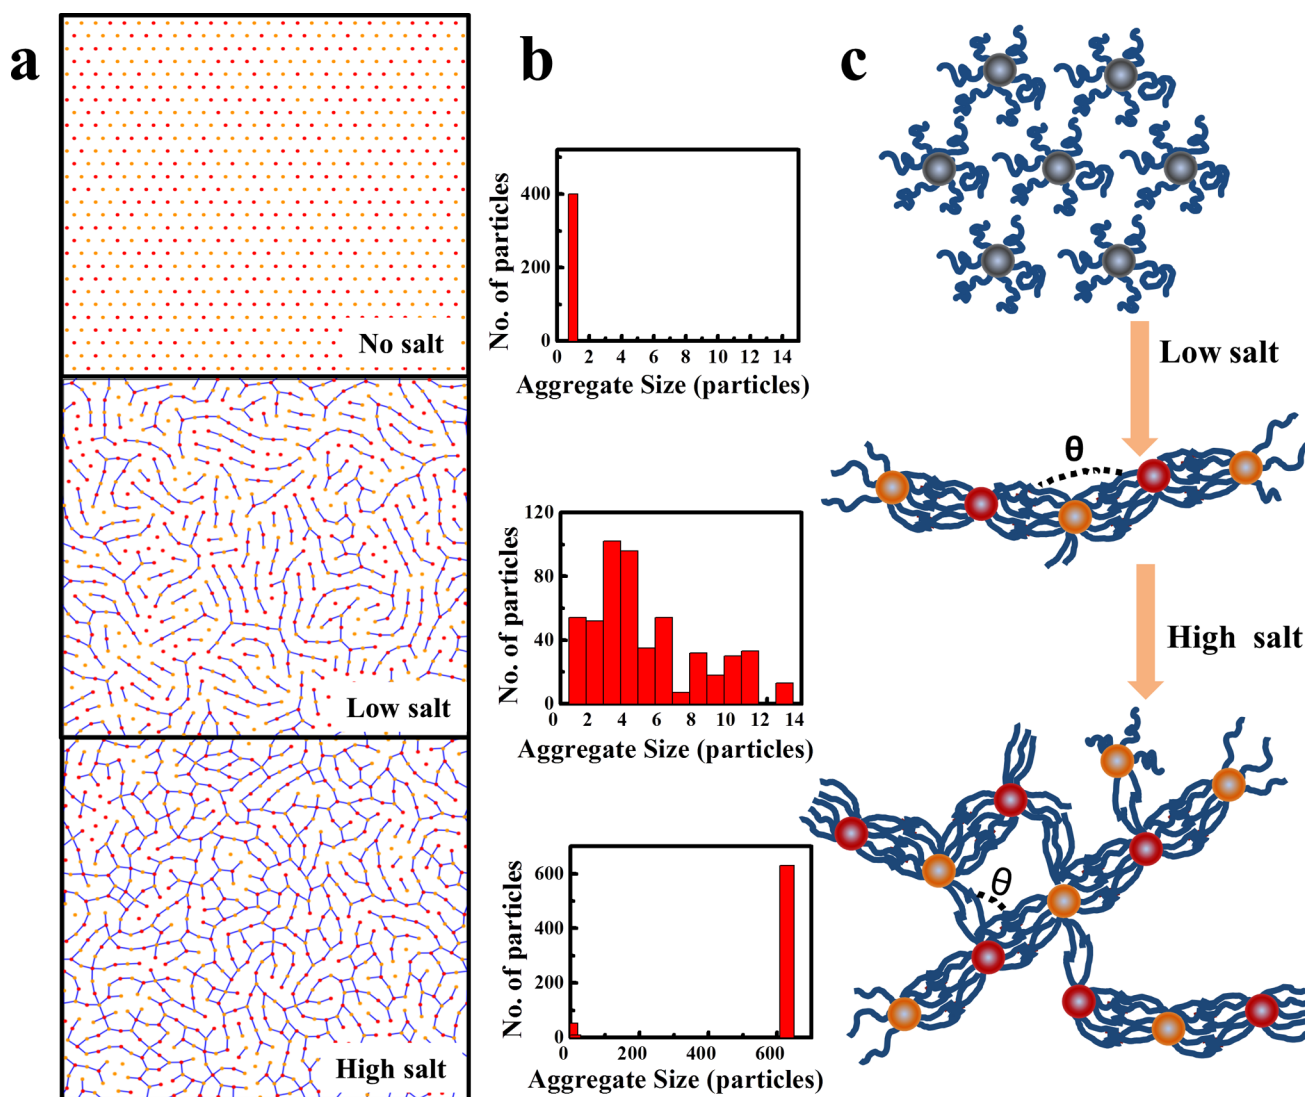 a
No salt
Low salt
High salt
b
No. of particles
400
200
0
0 2 4 6 8 10 12 14
Aggregate Size (particles)
No. of particles
120
80
40
0
0 2 4 6 8 10 12 14
Aggregate Size (particles)
No. of particles
600
400
200
0
0 200 400 600
Aggregate Size (particles)
c
Low salt
θ
High salt
θ